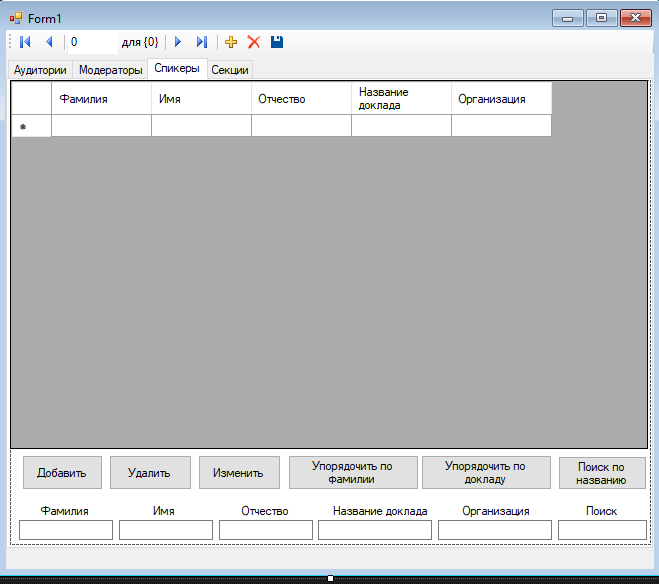 Form1
0 для {0}
Аудитории Модераторы Спикеры Секции
Фамилия Имя Отчество Название доклада Организация
*
Добавить Удалить Изменить Упорядочить по фамилии Упорядочить по докладу Поиск по названию
Фамилия Имя Отчество Название доклада Организация Поиск